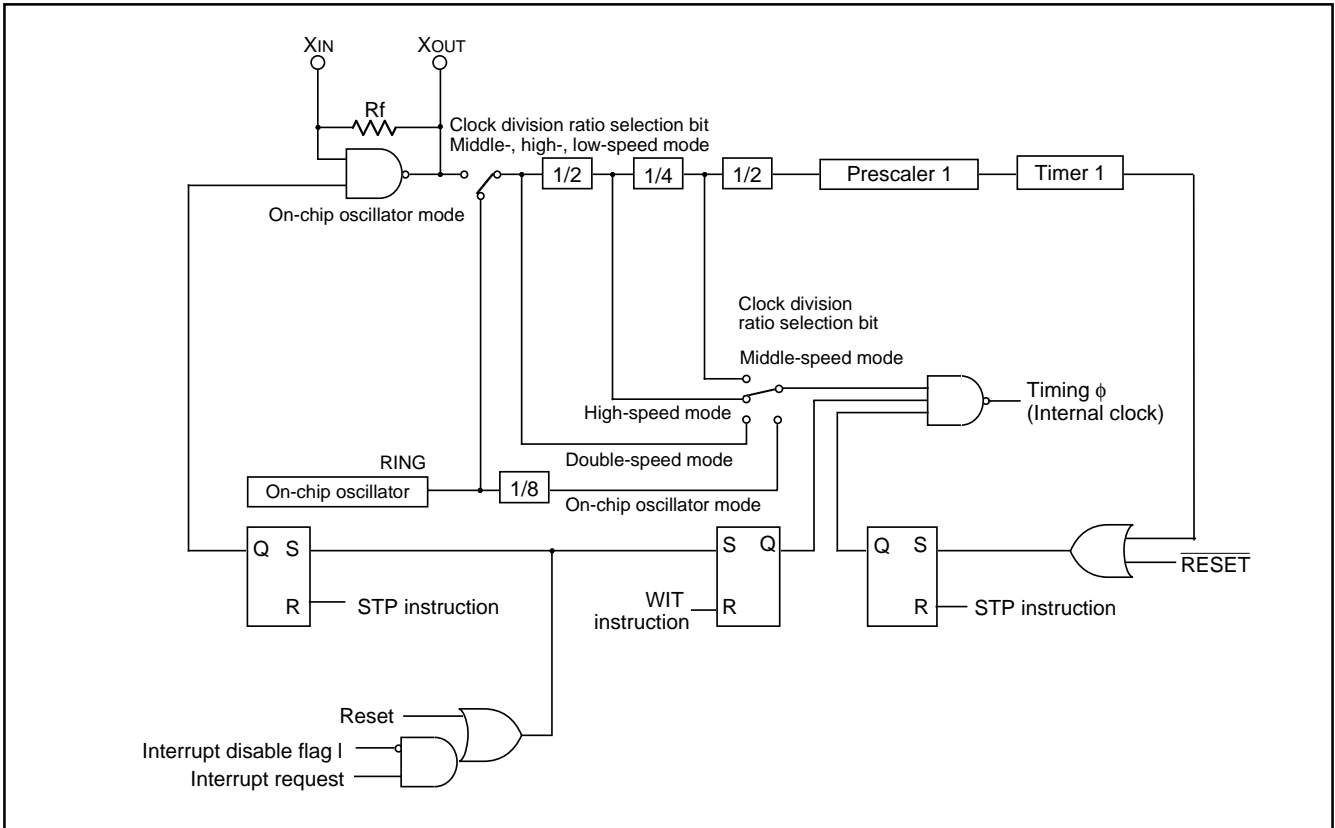 XIN
XOUT
Rf
Clock division ratio selection bit
Middle-, high-, low-speed mode
1/2
1/4
1/2
Prescaler 1
Timer 1
On-chip oscillator mode
Clock division
ratio selection bit
Middle-speed mode
High-speed mode
Timing ϕ
(Internal clock)
Double-speed mode
RING
On-chip oscillator
1/8
On-chip oscillator mode
Q S
R
STP instruction
S Q
R
WIT
instruction
Q S
R
STP instruction
RESET
Reset
Interrupt disable flag I
Interrupt request